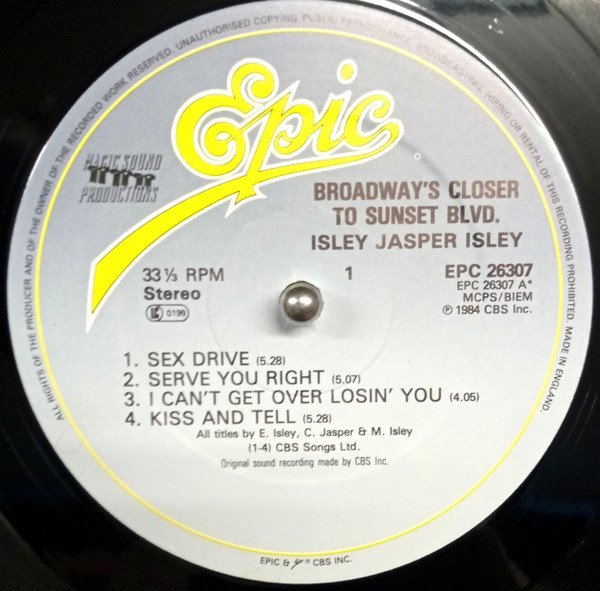 ALL RIGHTS OF THE PRODUCER AND OF THE OWNER OF THE RECORDED WORK RESERVED. UNAUTHORISED COPYING, PUBLIC PERFORMANCE, BROADCASTING, HIRING OR RENTAL OF THIS RECORDING PROHIBITED. MADE IN ENGLAND.
Epic
MAGIC SOUND
PRODUCTIONS
BROADWAY'S CLOSER
TO SUNSET BLVD.
ISLEY JASPER ISLEY
33⅓ RPM
1
EPC 26307
Stereo
EPC 26307 A*
MCPS/BIEM
LC 0199
℗ 1984 CBS Inc.
1. SEX DRIVE (5.28)
2. SERVE YOU RIGHT (5.07)
3. I CAN'T GET OVER LOSIN' YOU (4.05)
4. KISS AND TELL (5.28)
All titles by E. Isley, C. Jasper & M. Isley
(1-4) CBS Songs Ltd.
Original sound recording made by CBS Inc.
EPIC & ® CBS INC.